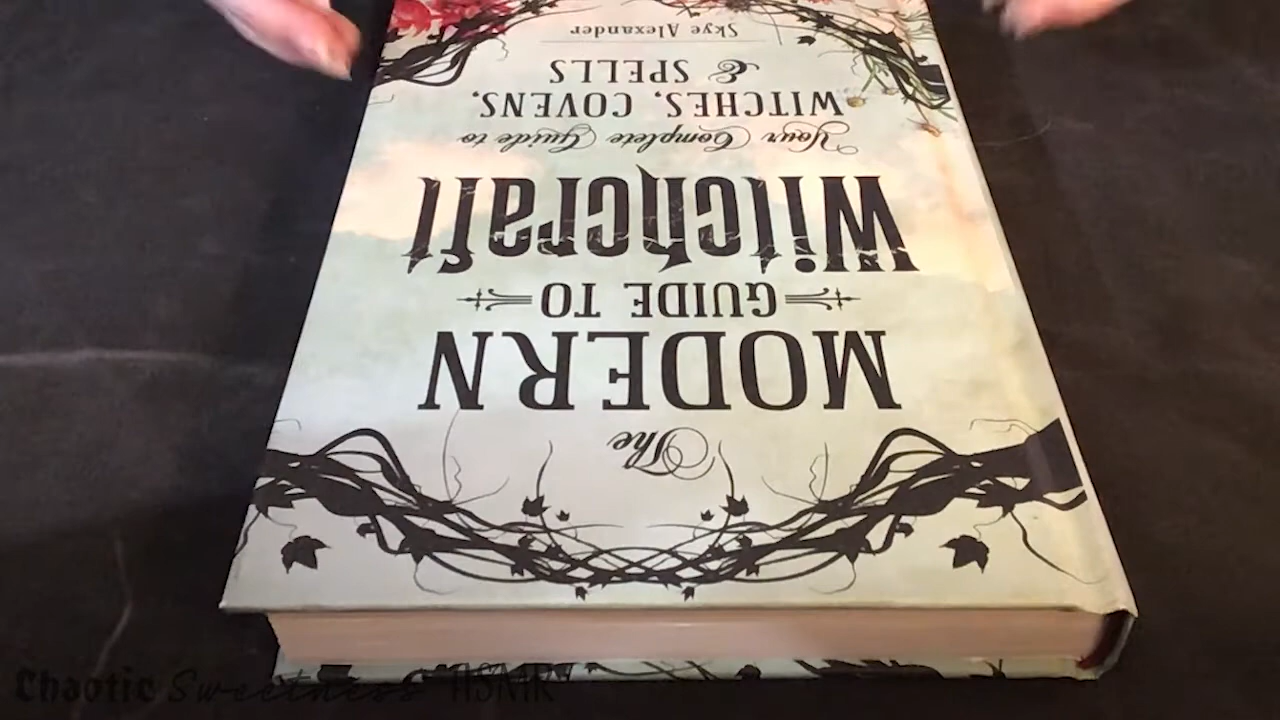 The
MODERN
GUIDE TO
Witchcraft
Your Complete Guide to
WITCHES, COVENS,
& SPELLS
Skye Alexander
Chaotic Sweetness ASMR